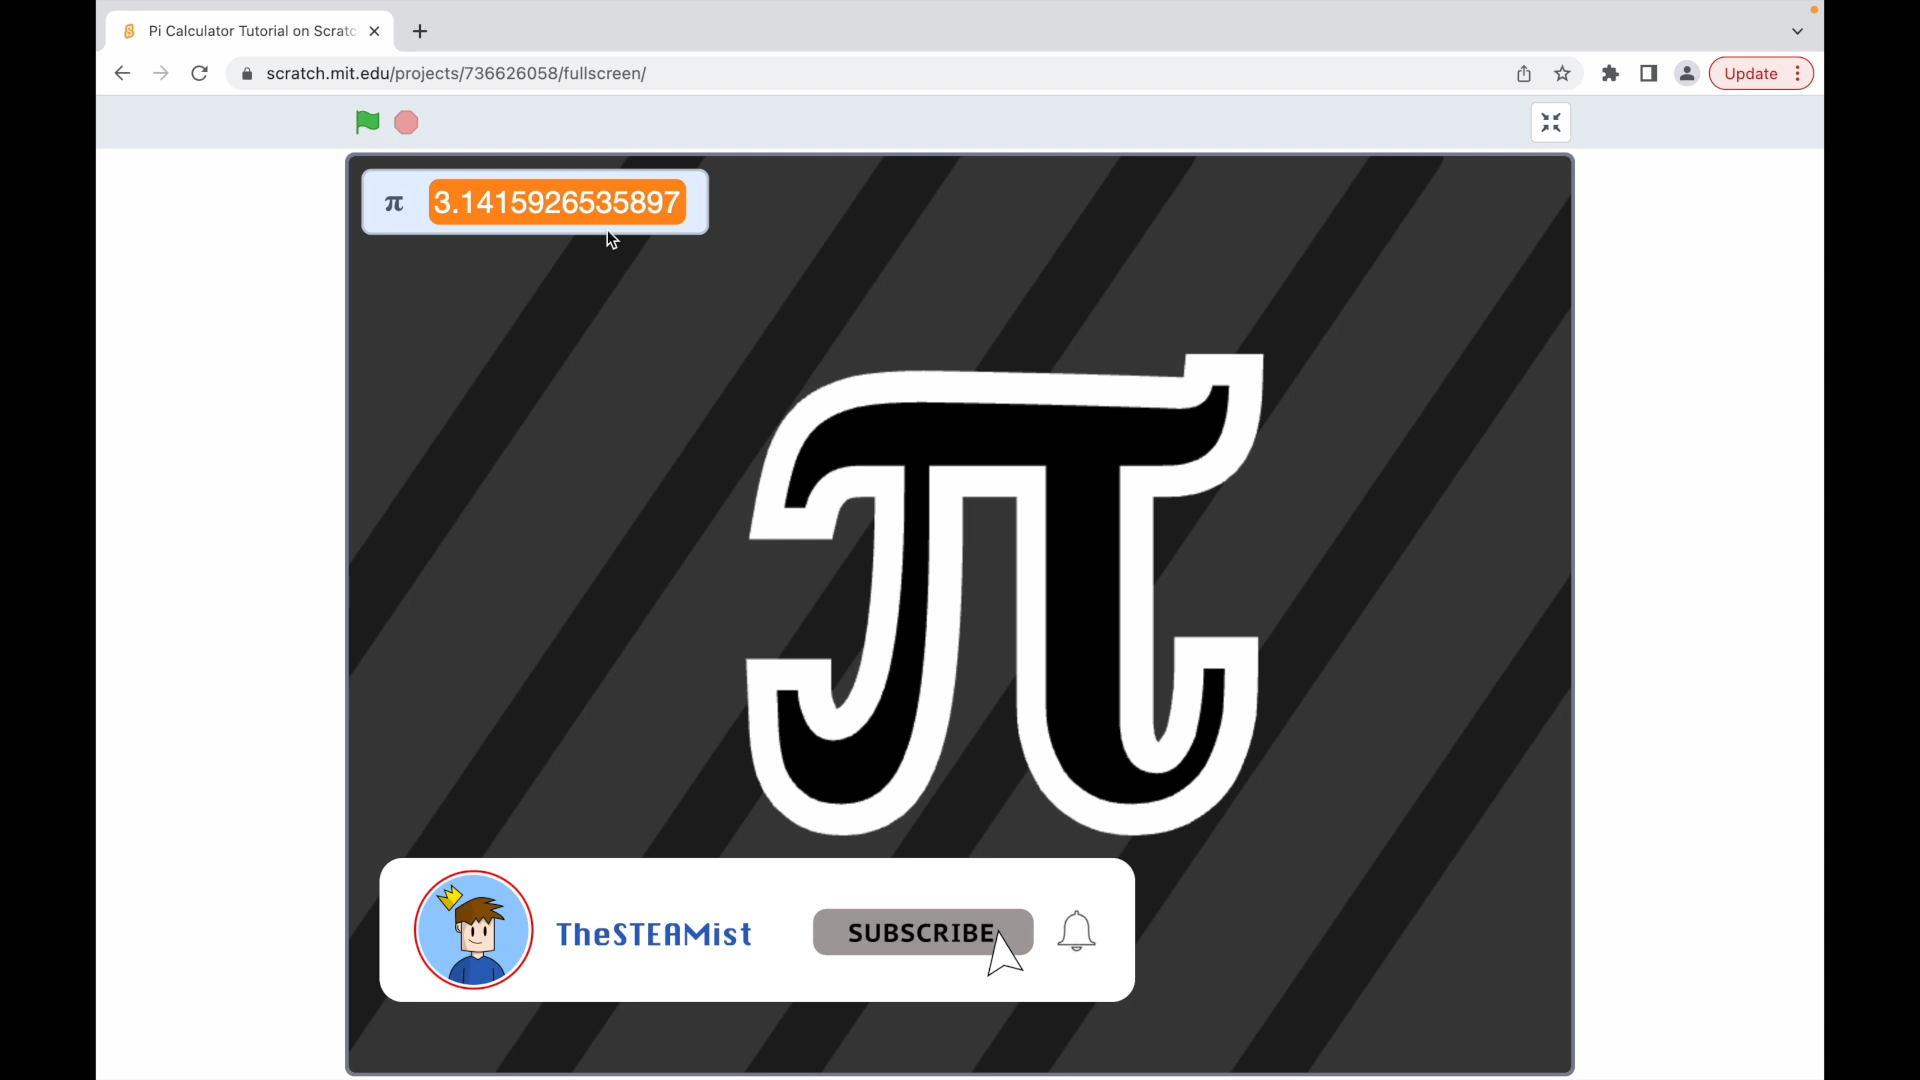 Pi Calculator Tutorial on Scratc
scratch.mit.edu/projects/736626058/fullscreen/
Update
π 3.1415926535897
π
TheSTEAMist
SUBSCRIBE